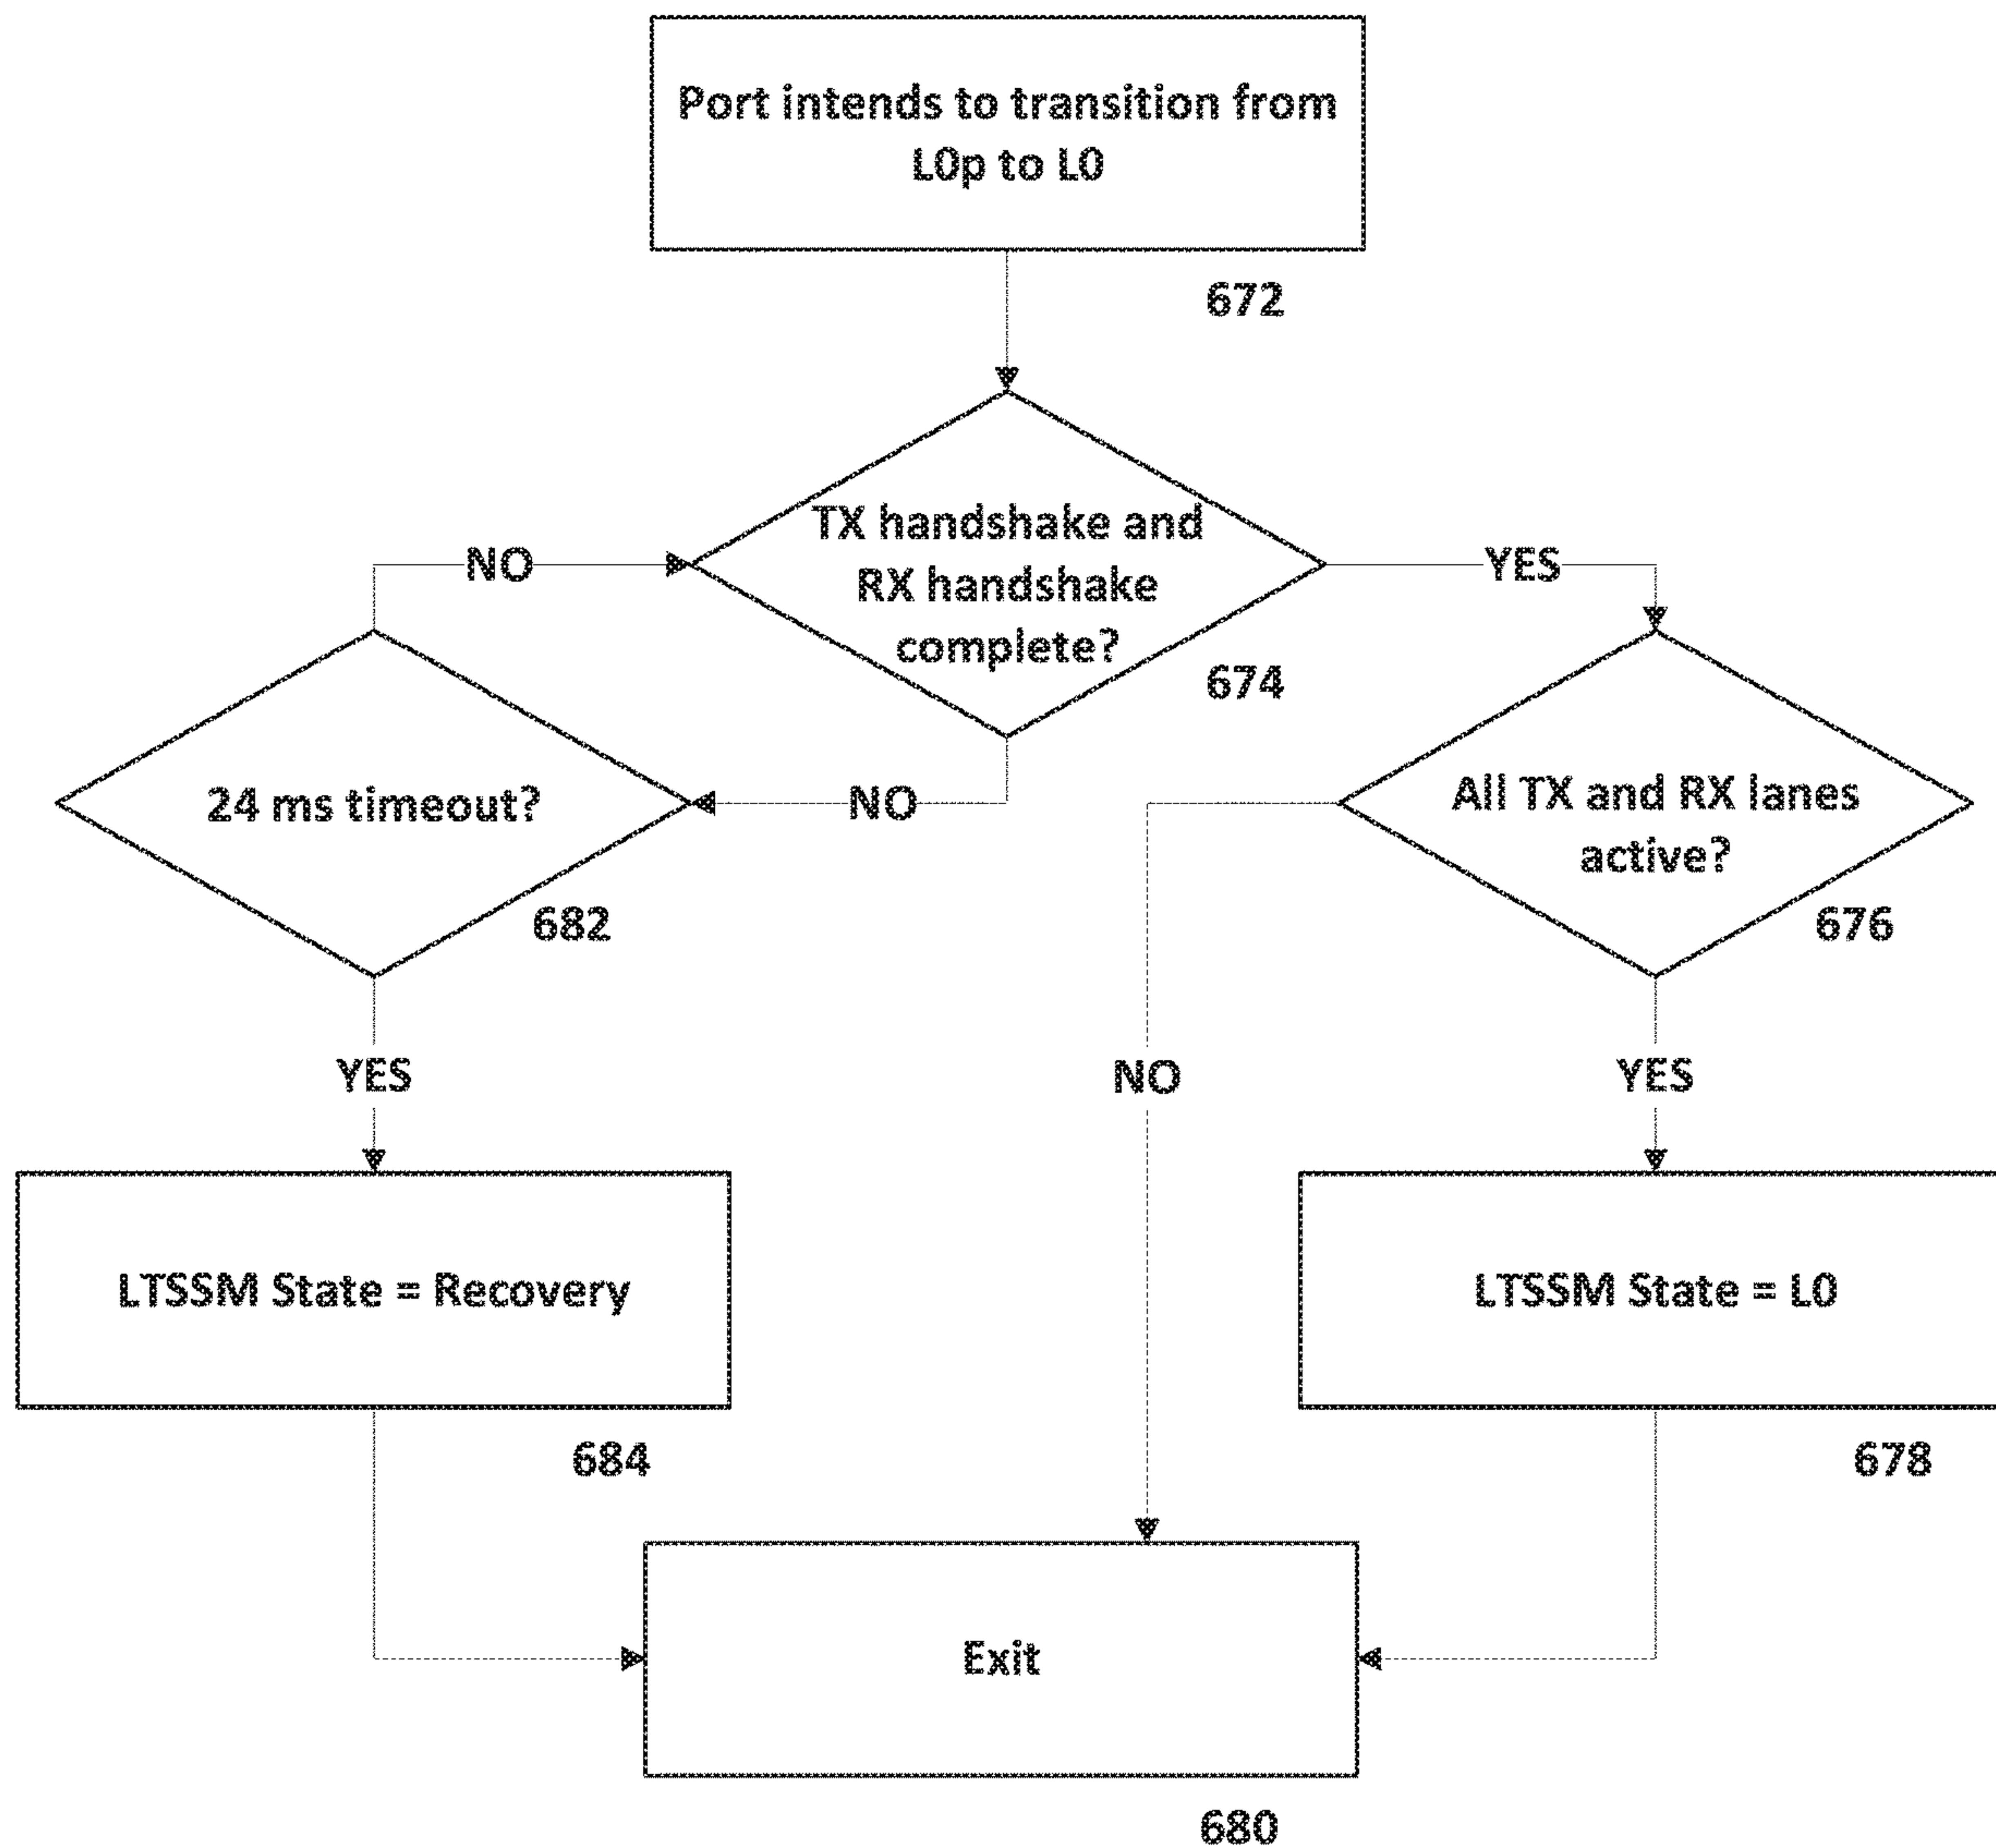 Port intends to transition from
L0p to L0
672
TX handshake and
RX handshake
complete?
674
NO
YES
24 ms timeout?
682
NO
All TX and RX lanes
active?
676
YES
NO
YES
LTSSM State = Recovery
684
LTSSM State = L0
678
Exit
680